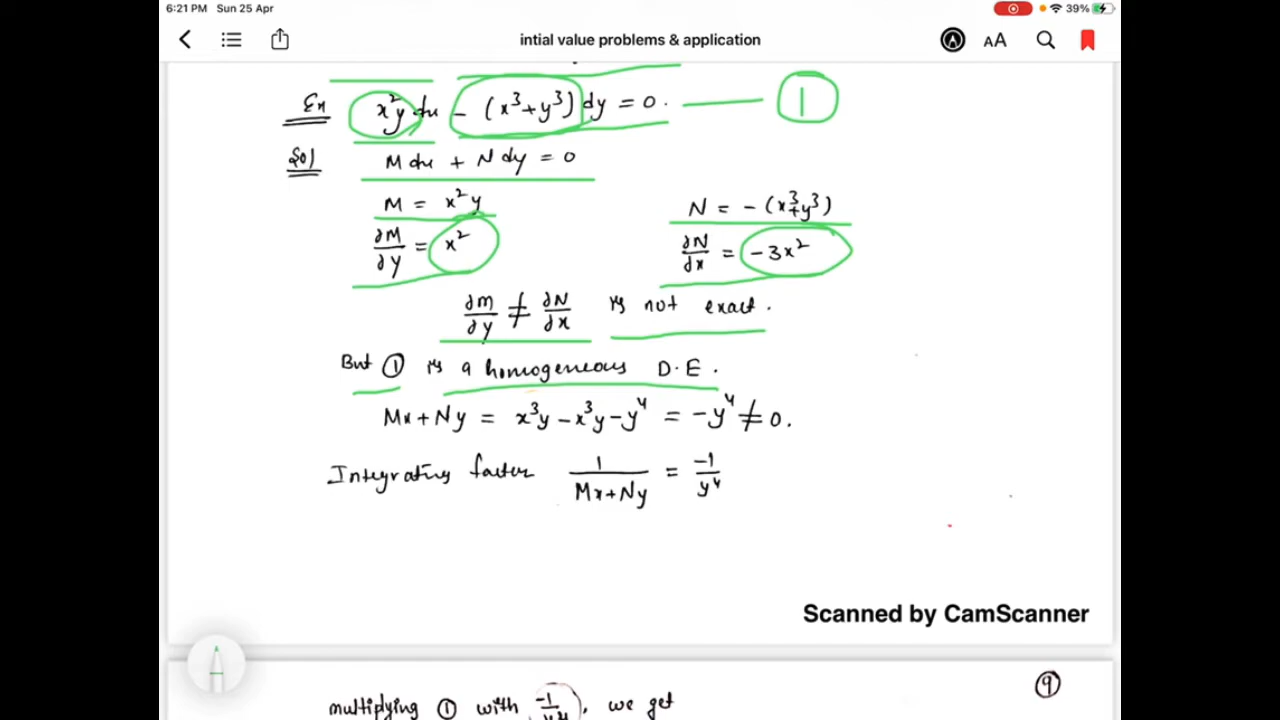 6:21 PM Sun 25 Apr 39%
intial value problems & application
AA
Ex x²y dx - (x³+y³) dy = 0. 1
Sol M dx + N dy = 0
M = x²y N = - (x³+y³)
∂M/∂y = x² ∂N/∂x = -3x²
∂M/∂y ≠ ∂N/∂x is not exact.
But ① is a homogeneous D.E.
Mx+Ny = x³y - x³y - y⁴ = -y⁴ ≠ 0.
Integrating factor 1/(Mx+Ny) = -1/y⁴
Scanned by CamScanner
⑨
multiplying ① with -1/y⁴, we get